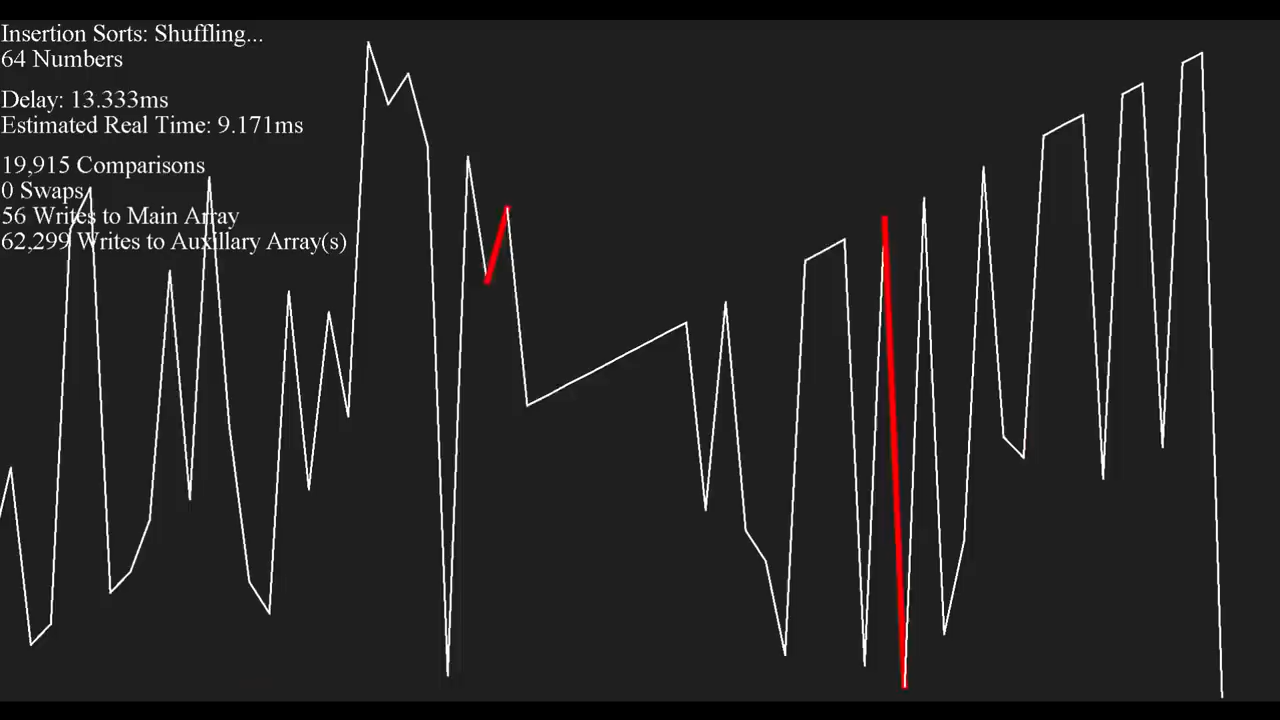 Insertion Sorts: Shuffling...
64 Numbers
Delay: 13.333ms
Estimated Real Time: 9.171ms
19,915 Comparisons
0 Swaps
56 Writes to Main Array
62,299 Writes to Auxillary Array(s)